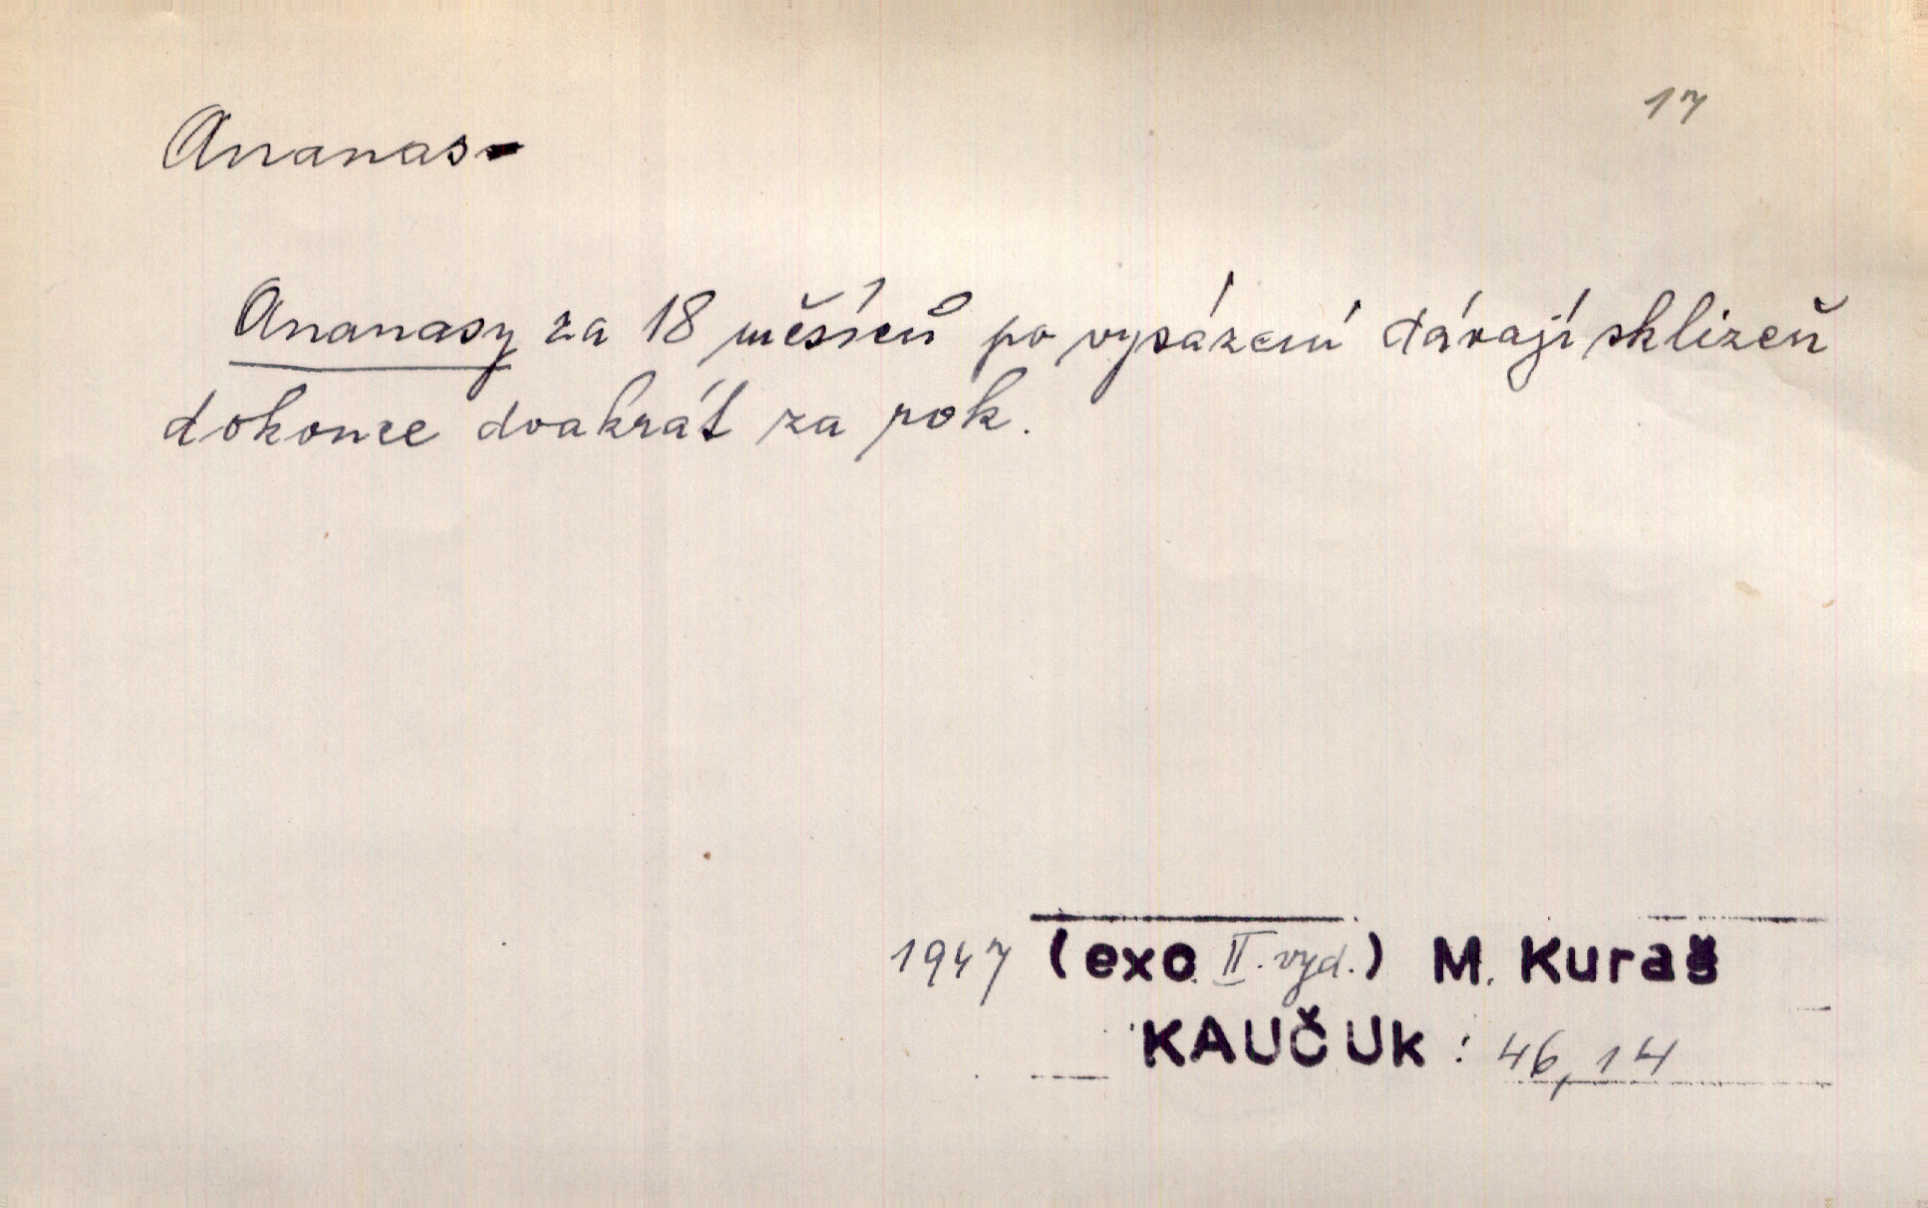 17
Ananas
Ananasy za 18 měsíců po vysázení dávají sklizeň
dokonce dvakrát za rok.
1947 (exo. II. vyd.) M. Kuraš
KAUČUk : 46,14